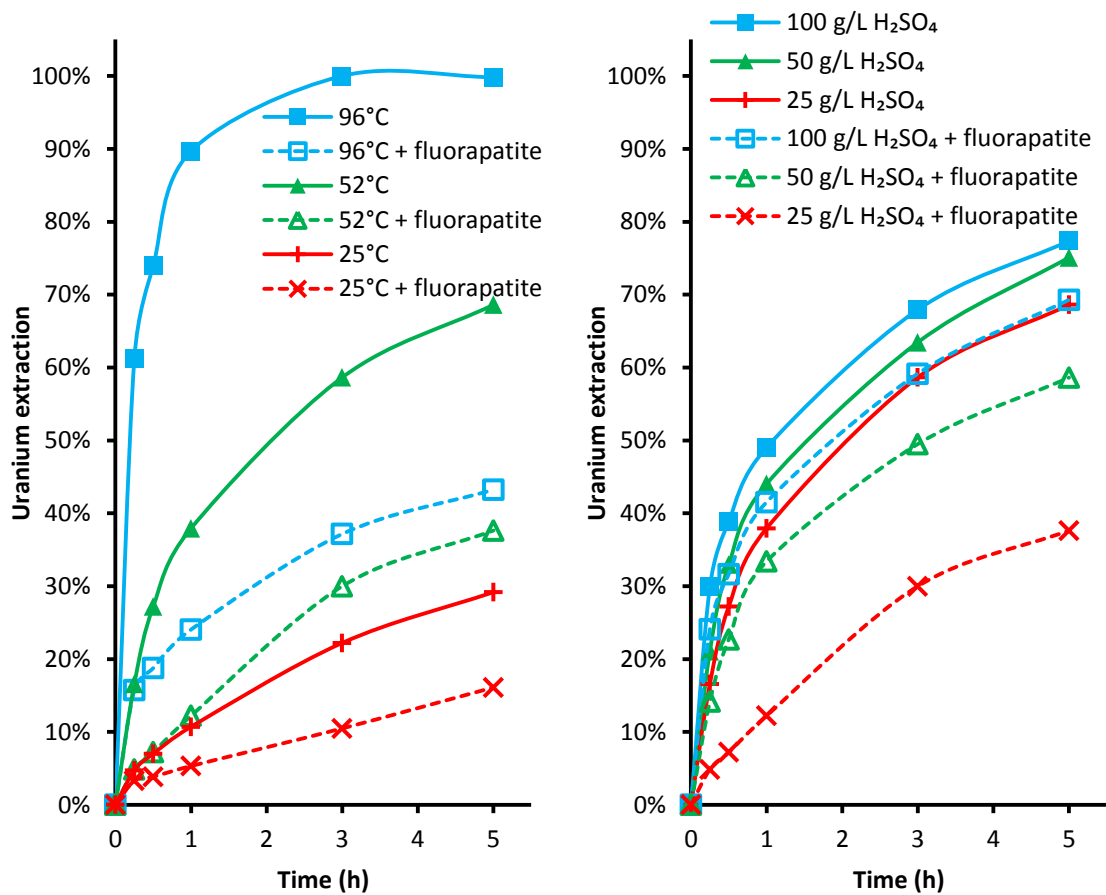 Uranium extraction
100%
90%
80%
70%
60%
50%
40%
30%
20%
10%
0%
0
1
2
3
4
5
Time (h)
96°C
96°C + fluorapatite
52°C
52°C + fluorapatite
25°C
25°C + fluorapatite
Uranium extraction
100%
90%
80%
70%
60%
50%
40%
30%
20%
10%
0%
0
1
2
3
4
5
Time (h)
100 g/L H₂SO₄
50 g/L H₂SO₄
25 g/L H₂SO₄
100 g/L H₂SO₄ + fluorapatite
50 g/L H₂SO₄ + fluorapatite
25 g/L H₂SO₄ + fluorapatite